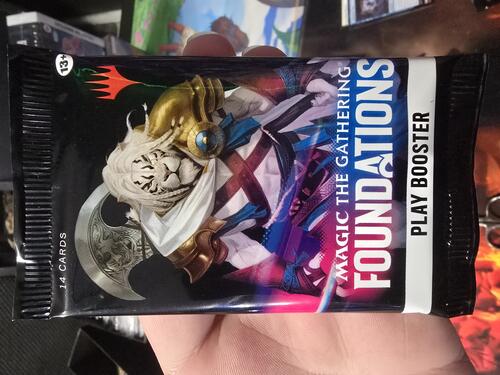 13+
MAGIC THE GATHERING
FOUNDATIONS
PLAY BOOSTER
14 CARDS